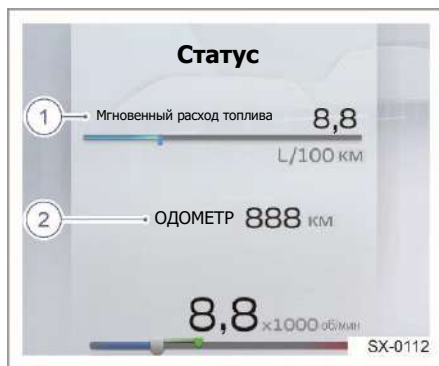 Статус
1 Мгновенный расход топлива 8,8
L/100 км
2 ОДОМЕТР 888 км
8,8 x1000 об/мин
SX-0112